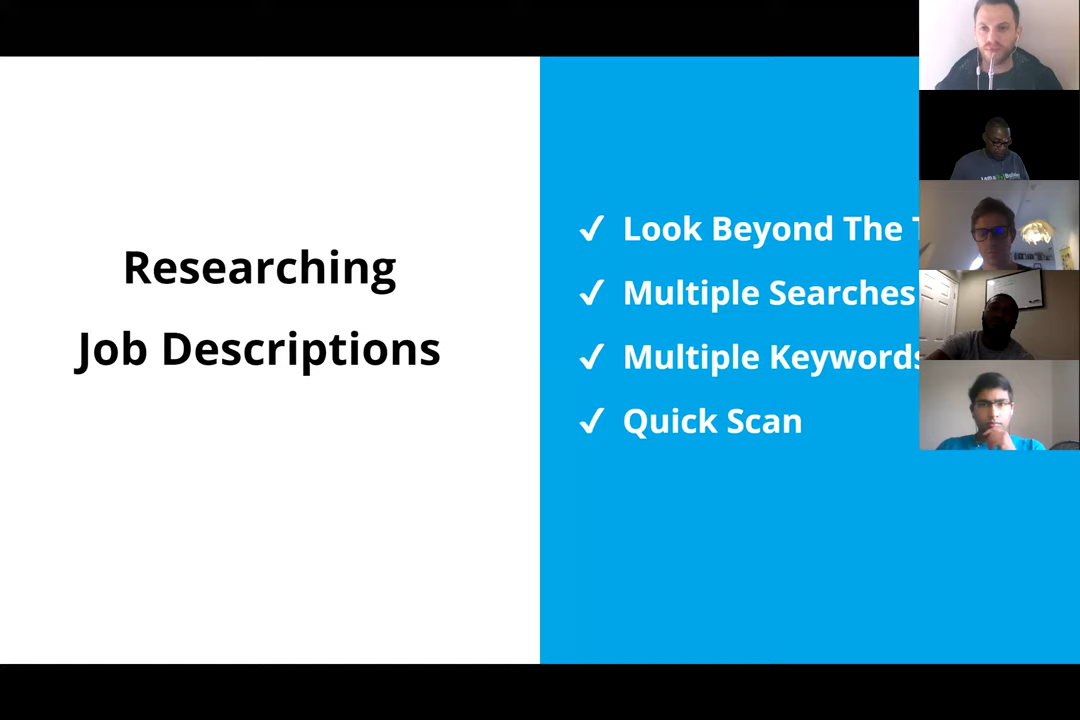 Researching
Job Descriptions
✓ Look Beyond The
✓ Multiple Searches
✓ Multiple Keywords
✓ Quick Scan